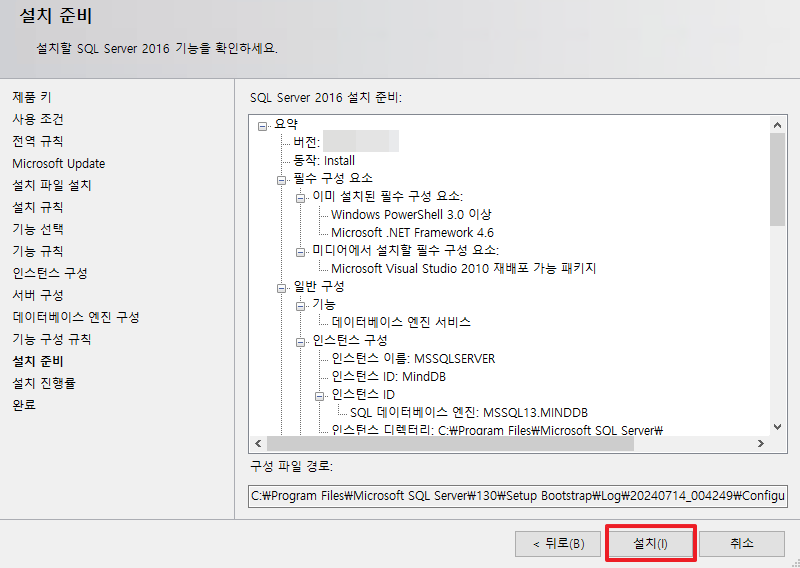 설치 준비
설치할 SQL Server 2016 기능을 확인하세요.
제품 키
사용 조건
전역 규칙
Microsoft Update
설치 파일 설치
설치 규칙
기능 선택
기능 규칙
인스턴스 구성
서버 구성
데이터베이스 엔진 구성
기능 구성 규칙
설치 준비
설치 진행률
완료
SQL Server 2016 설치 준비:
요약
버전:
동작: Install
필수 구성 요소
이미 설치된 필수 구성 요소:
Windows PowerShell 3.0 이상
Microsoft .NET Framework 4.6
미디어에서 설치할 필수 구성 요소:
Microsoft Visual Studio 2010 재배포 가능 패키지
일반 구성
기능
데이터베이스 엔진 서비스
인스턴스 구성
인스턴스 이름: MSSQLSERVER
인스턴스 ID: MindDB
인스턴스 ID
SQL 데이터베이스 엔진: MSSQL13.MINDDB
인스턴스 디렉터리: C:₩Program Files₩Microsoft SQL Server₩
구성 파일 경로:
C:₩Program Files₩Microsoft SQL Server₩130₩Setup Bootstrap₩Log₩20240714_004249₩Configu
< 뒤로(B)
설치(I)
취소